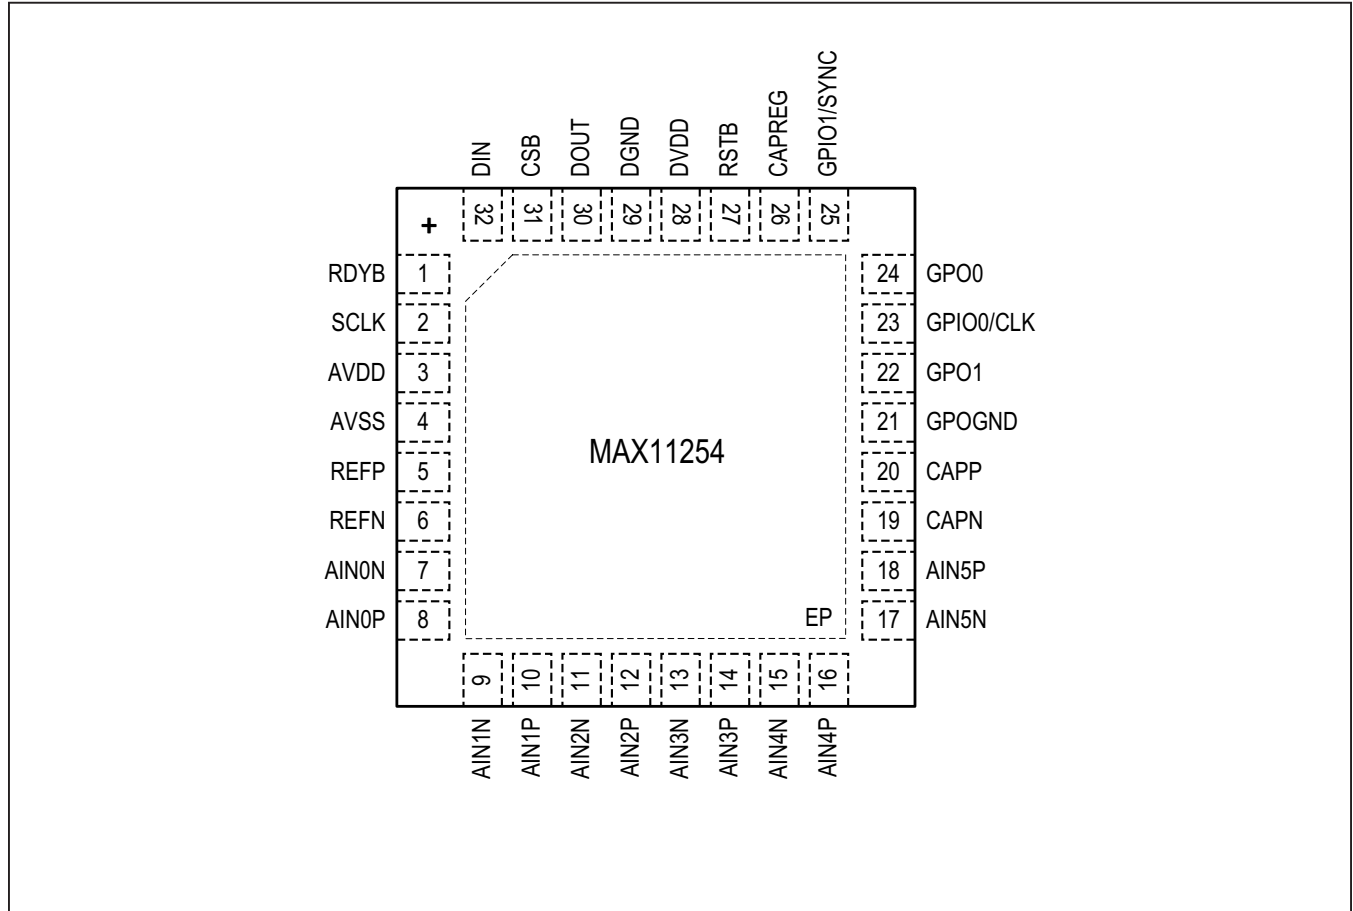 DIN CSB DOUT DGND DVDD RSTB CAPREG GPIO1/SYNC
32 31 30 29 28 27 26 25
+
RDYB 1
SCLK 2
AVDD 3
AVSS 4
REFP 5
REFN 6
AIN0N 7
AIN0P 8
MAX11254
EP
24 GPO0
23 GPIO0/CLK
22 GPO1
21 GPOGND
20 CAPP
19 CAPN
18 AIN5P
17 AIN5N
9 10 11 12 13 14 15 16
AIN1N AIN1P AIN2N AIN2P AIN3N AIN3P AIN4N AIN4P